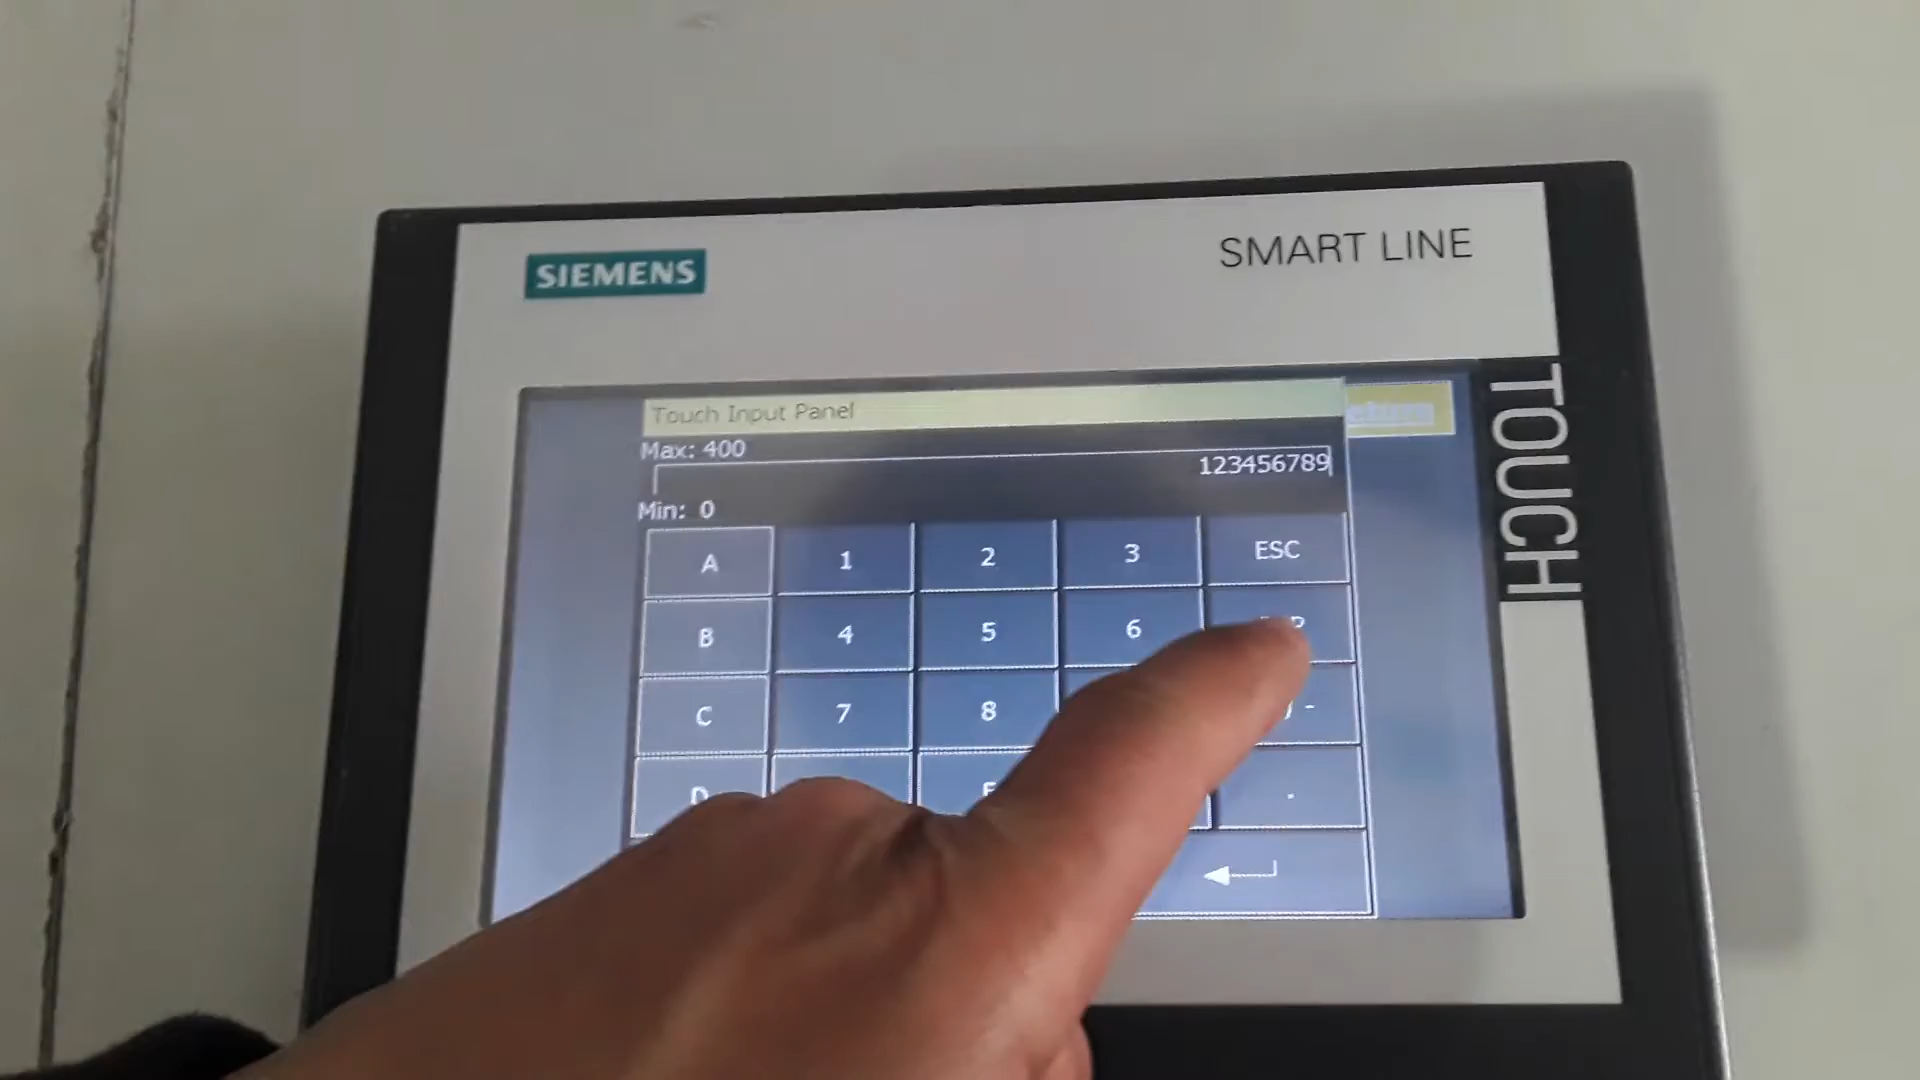 SIEMENS
SMART LINE
TOUCH
Touch Input Panel
Max: 400
123456789
Min: 0
A 1 2 3 ESC
B 4 5 6
C 7 8 -
D .